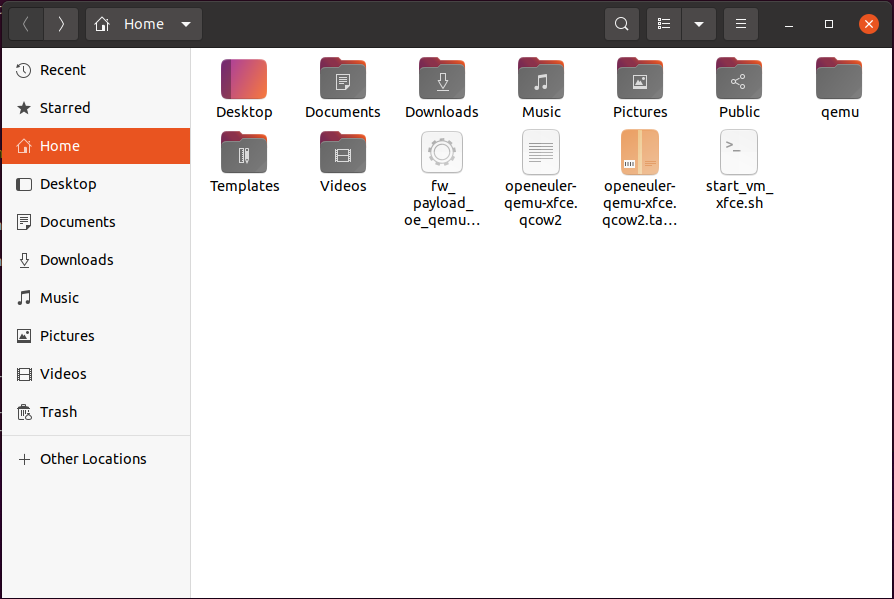 Home
Recent
Starred
Home
Desktop
Documents
Downloads
Music
Pictures
Videos
Trash
Other Locations
Desktop
Documents
Downloads
Music
Pictures
Public
qemu
Templates
Videos
fw_
payload_
oe_qemu…
openeuler-
qemu-xfce.
qcow2
openeuler-
qemu-xfce.
qcow2.ta…
>_
start_vm_
xfce.sh